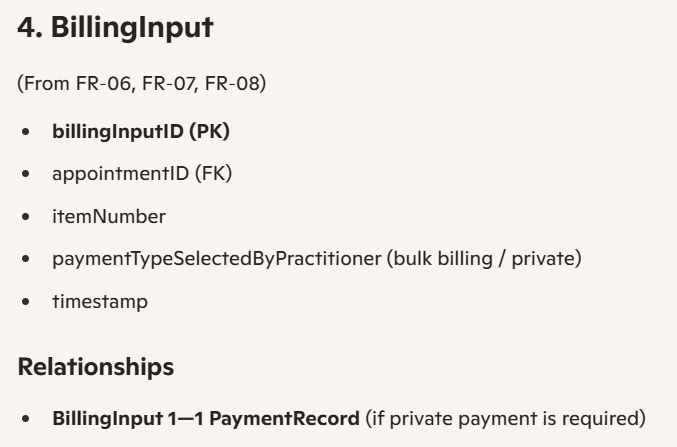 4. BillingInput
(From FR-06, FR-07, FR-08)
• billingInputID (PK)
• appointmentID (FK)
• itemNumber
• paymentTypeSelectedByPractitioner (bulk billing / private)
• timestamp
Relationships
• BillingInput 1—1 PaymentRecord (if private payment is required)